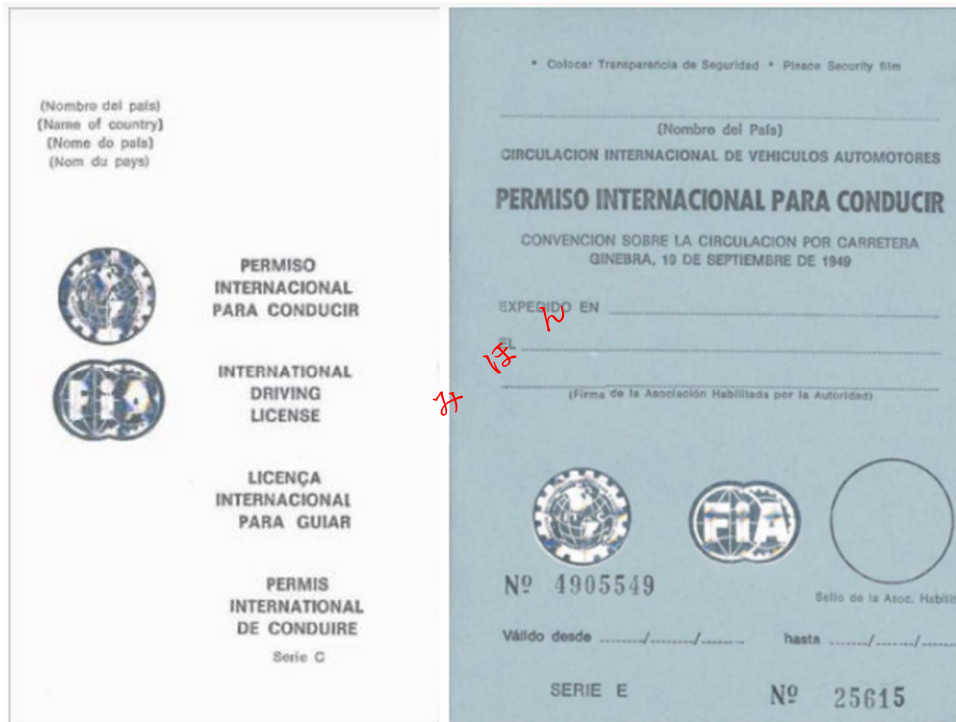 (Nombre del país)
(Name of country)
(Nome do país)
(Nom du pays)
PERMISO
INTERNACIONAL
PARA CONDUCIR
FiA
INTERNATIONAL
DRIVING
LICENSE
LICENÇA
INTERNACIONAL
PARA GUIAR
PERMIS
INTERNATIONAL
DE CONDUIRE
Serie C
みほん
* Colocar Transparencia de Seguridad * Pleace Security film
(Nombre del País)
CIRCULACION INTERNACIONAL DE VEHICULOS AUTOMOTORES
PERMISO INTERNACIONAL PARA CONDUCIR
CONVENCION SOBRE LA CIRCULACION POR CARRETERA
GINEBRA, 19 DE SEPTIEMBRE DE 1949
EXPEDIDO EN
EL
(Firma de la Asociación Habilitada por la Autoridad)
FiA
Nº 4905549
Sello de la Asoc. Habilit
Válido desde ......../......../........ hasta ......../......../........
SERIE E Nº 25615